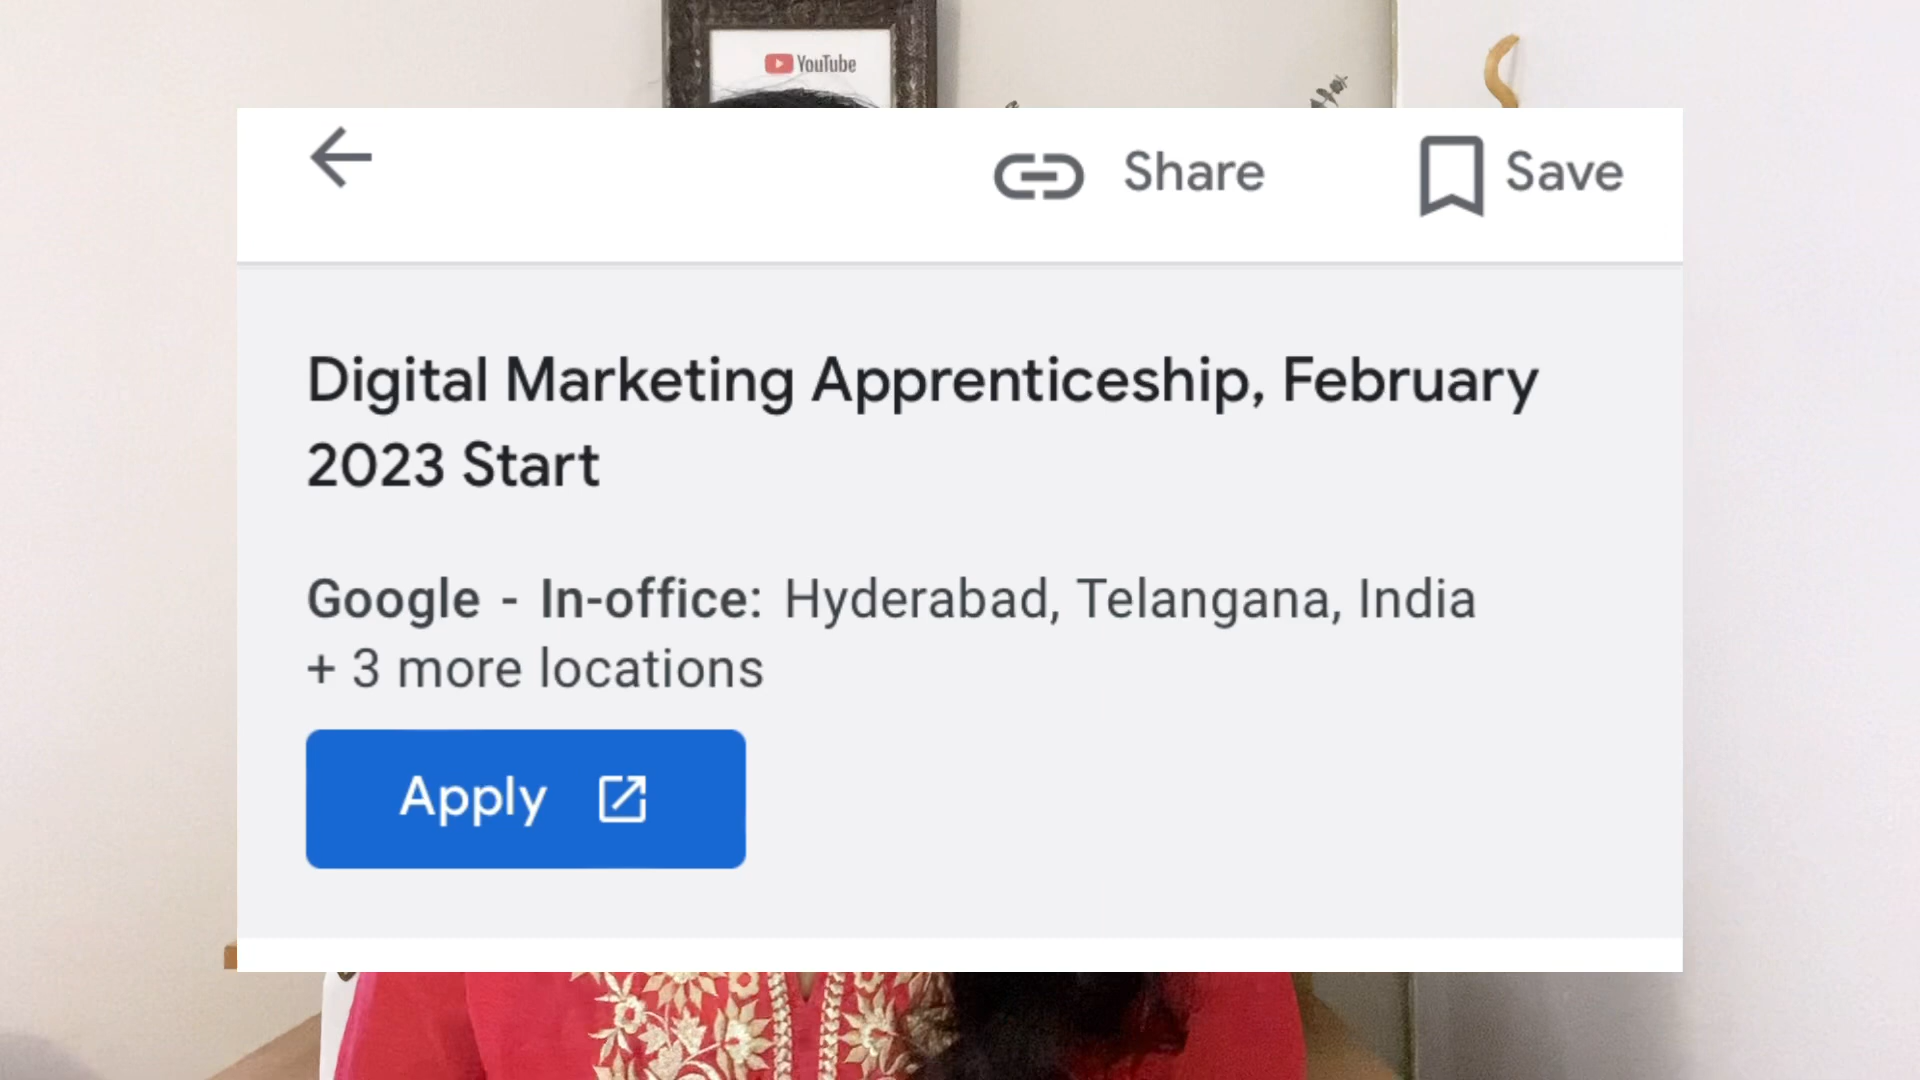 YouTube
Share
Save
Digital Marketing Apprenticeship, February
2023 Start
Google - In-office: Hyderabad, Telangana, India
+ 3 more locations
Apply